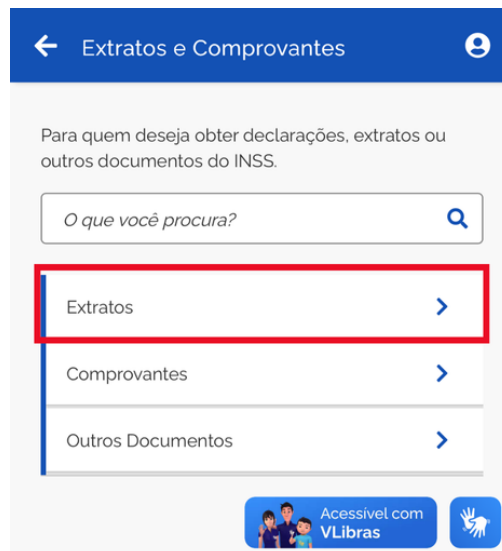 Extratos e Comprovantes
Para quem deseja obter declarações, extratos ou
outros documentos do INSS.
O que você procura?
Extratos
Comprovantes
Outros Documentos
Acessível com
VLibras